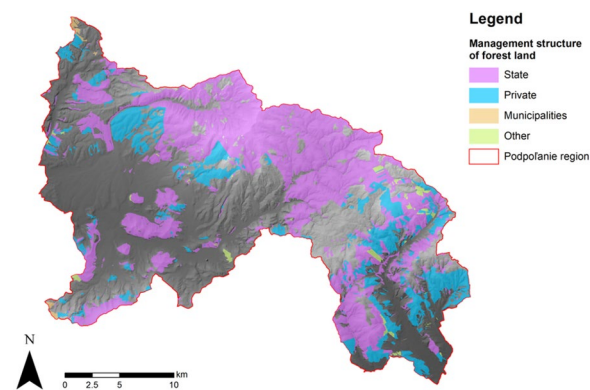 Legend
Management structure
of forest land
State
Private
Municipalities
Other
Podpoľanie region
N
km
0 2.5 5 10